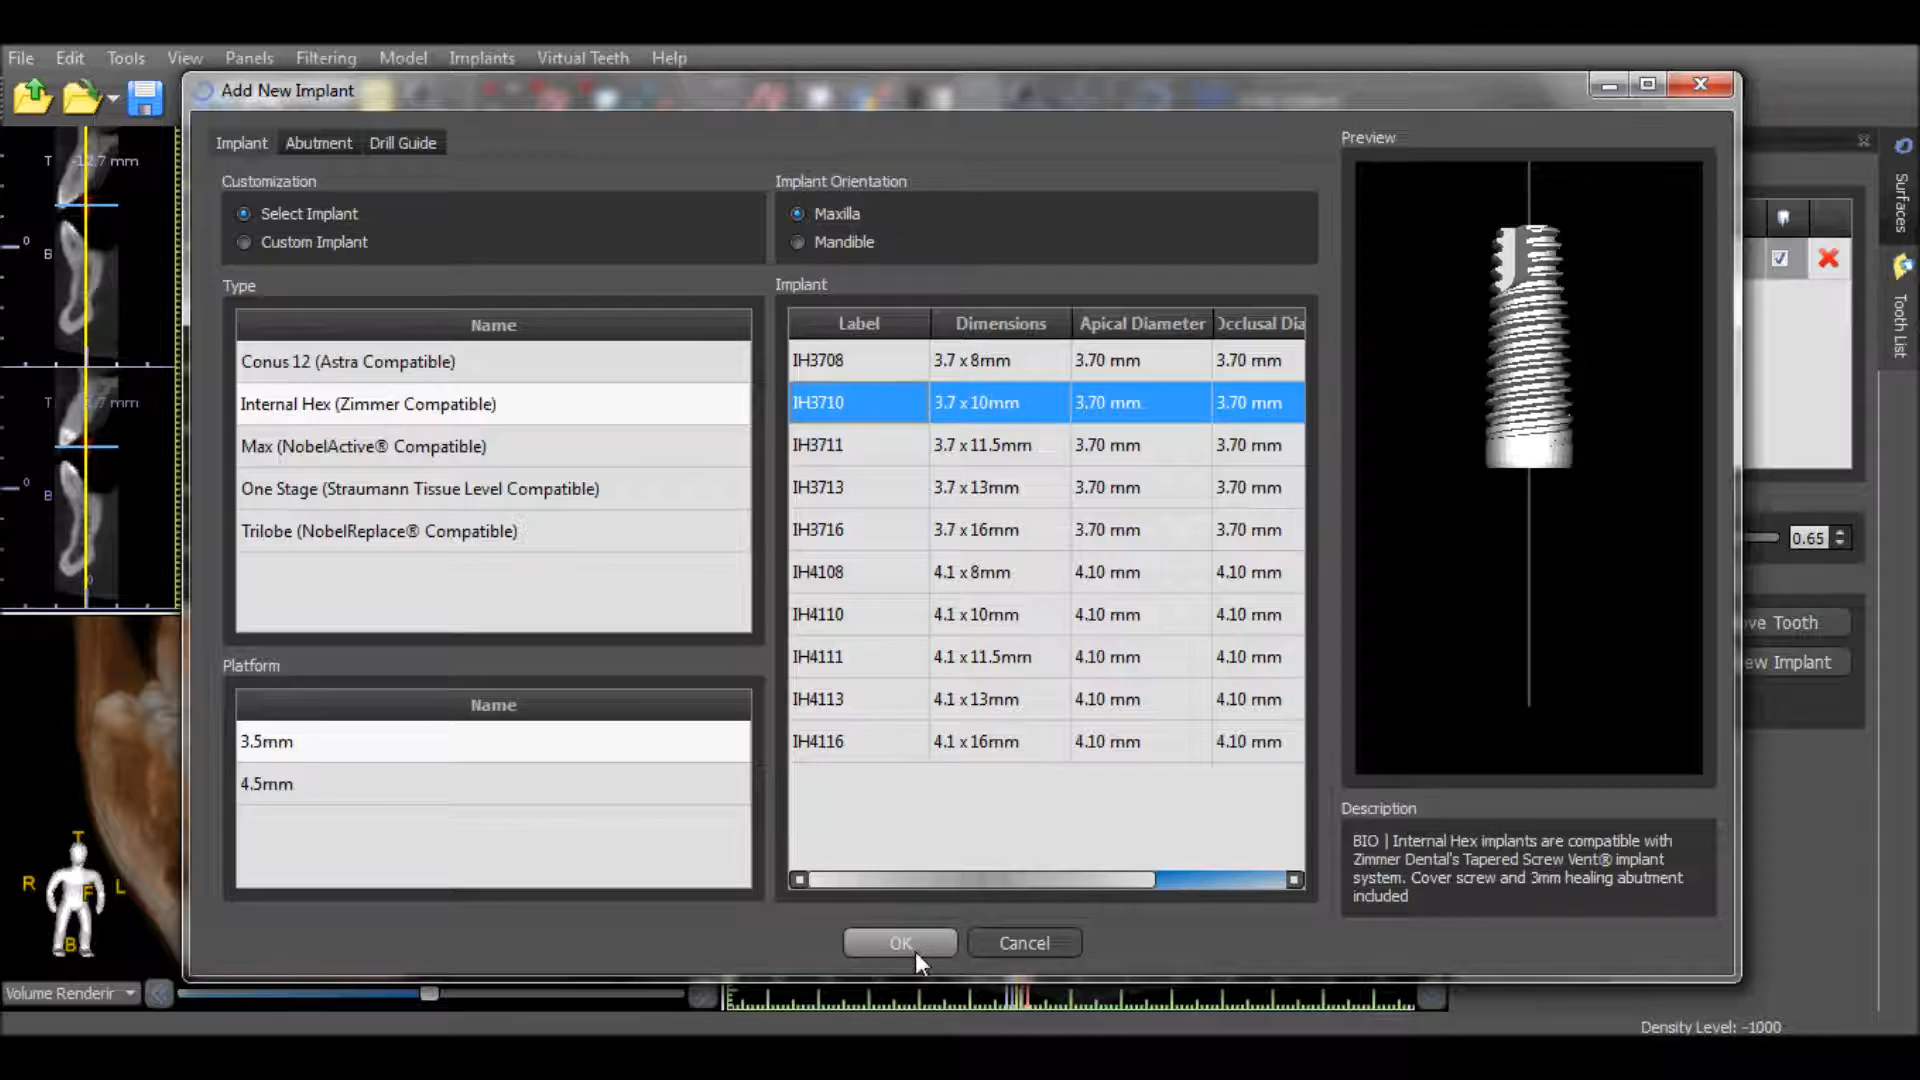 File Edit Tools View Panels Filtering Model Implants Virtual Teeth Help
Add New Implant
Implant Abutment Drill Guide
Customization
Select Implant
Custom Implant
Implant Orientation
Maxilla
Mandible
Type
Name
Conus 12 (Astra Compatible)
Internal Hex (Zimmer Compatible)
Max (NobelActive® Compatible)
One Stage (Straumann Tissue Level Compatible)
Trilobe (NobelReplace® Compatible)
Platform
Name
3.5mm
4.5mm
Implant
Label Dimensions Apical Diameter Occlusal Dia
IH3708 3.7 x 8mm 3.70 mm 3.70 mm
IH3710 3.7 x 10mm 3.70 mm 3.70 mm
IH3711 3.7 x 11.5mm 3.70 mm 3.70 mm
IH3713 3.7 x 13mm 3.70 mm 3.70 mm
IH3716 3.7 x 16mm 3.70 mm 3.70 mm
IH4108 4.1 x 8mm 4.10 mm 4.10 mm
IH4110 4.1 x 10mm 4.10 mm 4.10 mm
IH4111 4.1 x 11.5mm 4.10 mm 4.10 mm
IH4113 4.1 x 13mm 4.10 mm 4.10 mm
IH4116 4.1 x 16mm 4.10 mm 4.10 mm
OK Cancel
Preview
Description
BIO | Internal Hex implants are compatible with
Zimmer Dental's Tapered Screw Vent® implant
system. Cover screw and 3mm healing abutment
included
Surfaces
Tooth List
0.65
ve Tooth
ew Implant
T
0
B
T
mm
0
B
0
T
R F L
B
Volume Renderir
Density Level: -1000